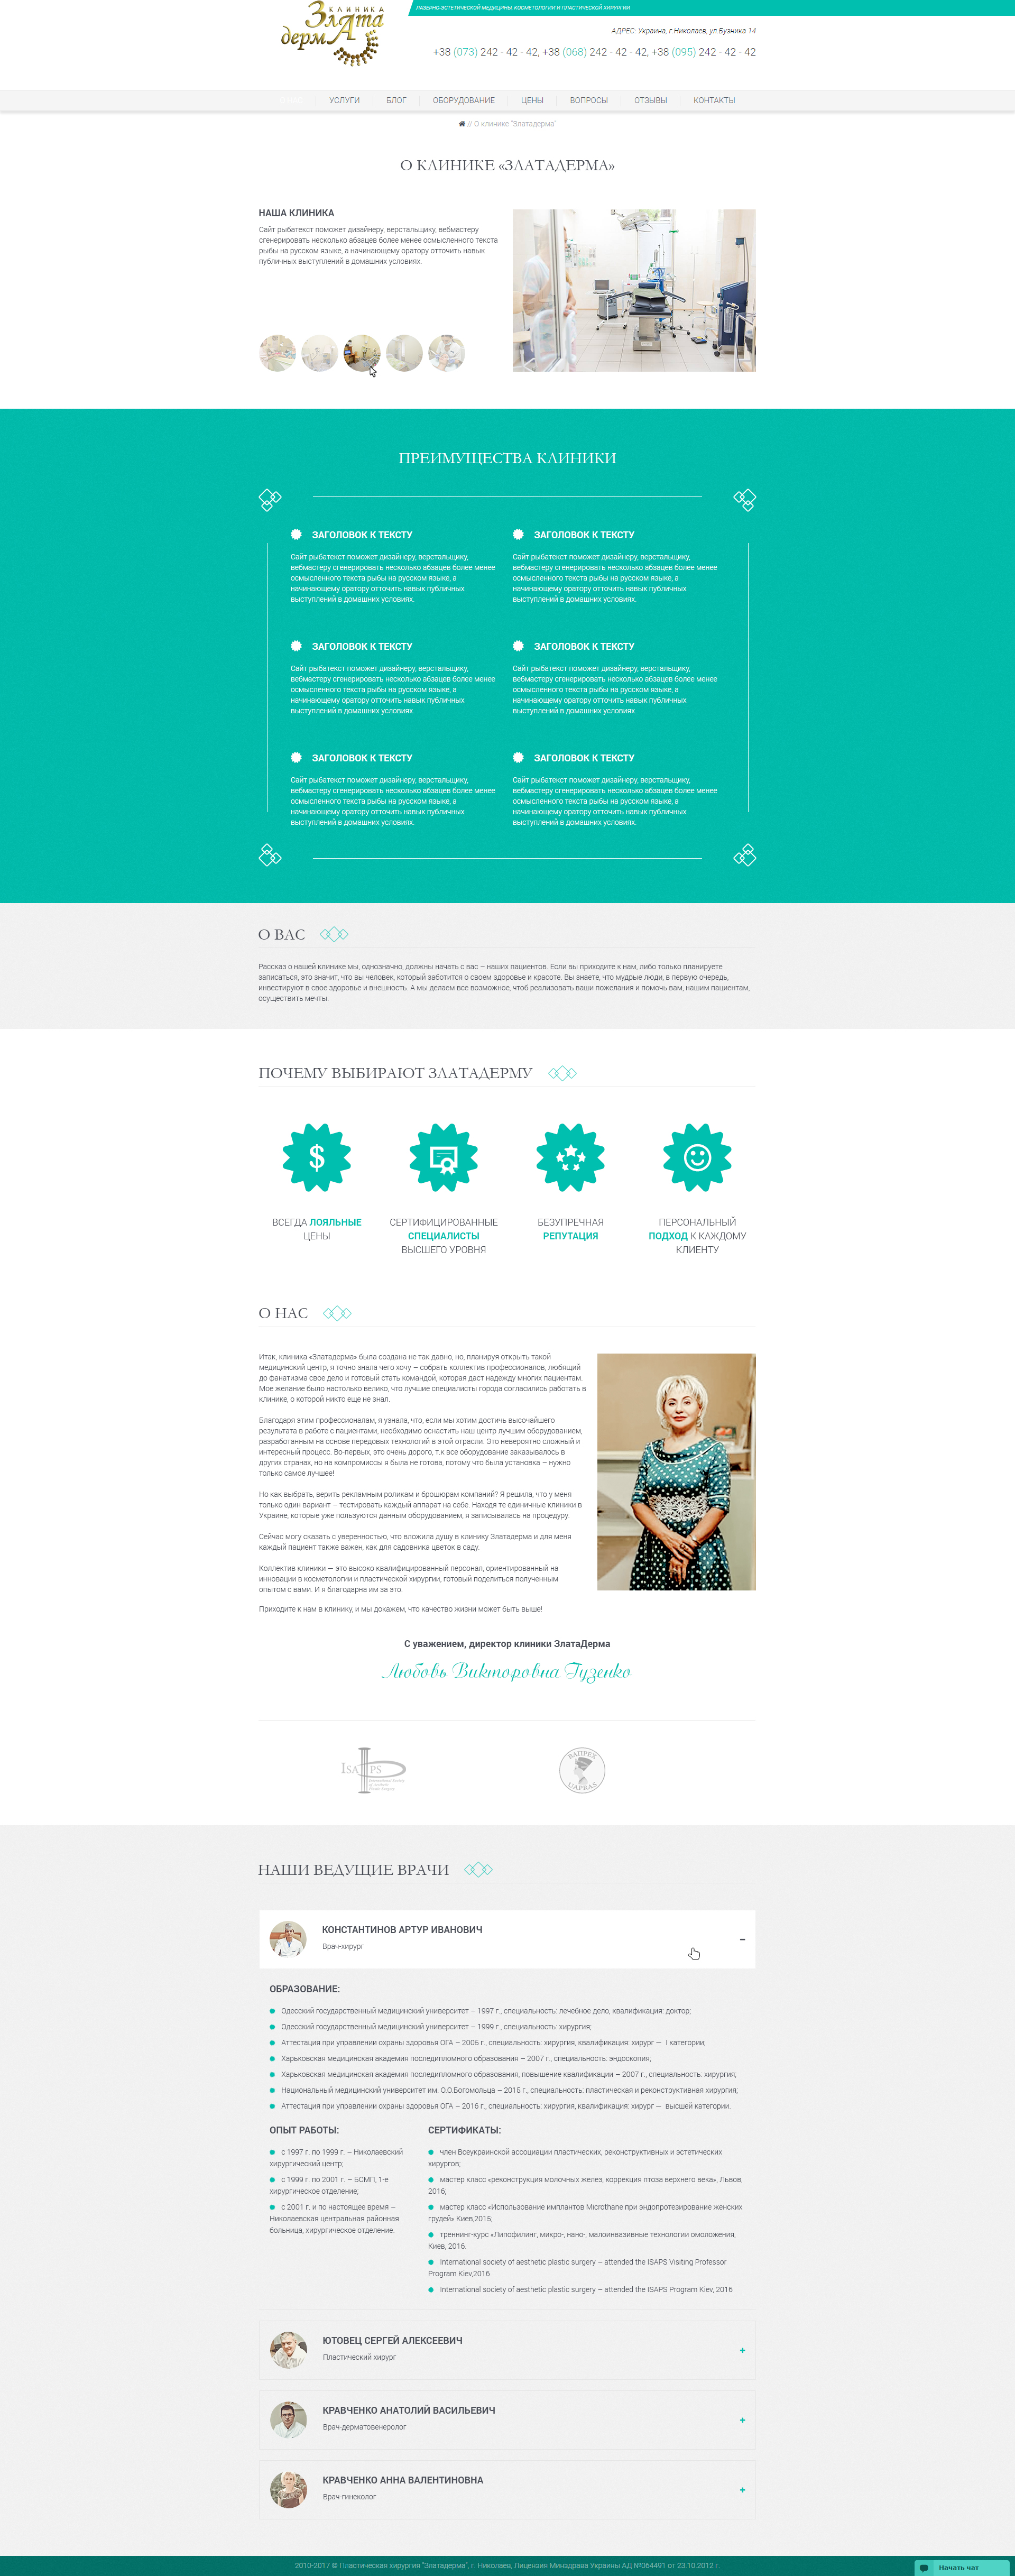 КЛИНИКА
Злата
дерм
ЛАЗЕРНО-ЭСТЕТИЧЕСКОЙ МЕДИЦИНЫ, КОСМЕТОЛОГИИ И ПЛАСТИЧЕСКОЙ ХИРУРГИИ
АДРЕС: Украина, г.Николаев, ул.Бузника 14
+38 (073) 242 - 42 - 42, +38 (068) 242 - 42 - 42, +38 (095) 242 - 42 - 42
УСЛУГИ БЛОГ ОБОРУДОВАНИЕ ЦЕНЫ ВОПРОСЫ ОТЗЫВЫ КОНТАКТЫ
// О клинике "Златадерма"
О КЛИНИКЕ «ЗЛАТАДЕРМА»
НАША КЛИНИКА
Сайт рыбатекст поможет дизайнеру, верстальщику, вебмастеру
сгенерировать несколько абзацев более менее осмысленного текста
рыбы на русском языке, а начинающему оратору отточить навык
публичных выступлений в домашних условиях.
ПРЕИМУЩЕСТВА КЛИНИКИ
ЗАГОЛОВОК К ТЕКСТУ
Сайт рыбатекст поможет дизайнеру, верстальщику,
вебмастеру сгенерировать несколько абзацев более менее
осмысленного текста рыбы на русском языке, а
начинающему оратору отточить навык публичных
выступлений в домашних условиях.
ЗАГОЛОВОК К ТЕКСТУ
Сайт рыбатекст поможет дизайнеру, верстальщику,
вебмастеру сгенерировать несколько абзацев более менее
осмысленного текста рыбы на русском языке, а
начинающему оратору отточить навык публичных
выступлений в домашних условиях.
ЗАГОЛОВОК К ТЕКСТУ
Сайт рыбатекст поможет дизайнеру, верстальщику,
вебмастеру сгенерировать несколько абзацев более менее
осмысленного текста рыбы на русском языке, а
начинающему оратору отточить навык публичных
выступлений в домашних условиях.
ЗАГОЛОВОК К ТЕКСТУ
Сайт рыбатекст поможет дизайнеру, верстальщику,
вебмастеру сгенерировать несколько абзацев более менее
осмысленного текста рыбы на русском языке, а
начинающему оратору отточить навык публичных
выступлений в домашних условиях.
ЗАГОЛОВОК К ТЕКСТУ
Сайт рыбатекст поможет дизайнеру, верстальщику,
вебмастеру сгенерировать несколько абзацев более менее
осмысленного текста рыбы на русском языке, а
начинающему оратору отточить навык публичных
выступлений в домашних условиях.
ЗАГОЛОВОК К ТЕКСТУ
Сайт рыбатекст поможет дизайнеру, верстальщику,
вебмастеру сгенерировать несколько абзацев более менее
осмысленного текста рыбы на русском языке, а
начинающему оратору отточить навык публичных
выступлений в домашних условиях.
О ВАС
Рассказ о нашей клинике мы, однозначно, должны начать с вас – наших пациентов. Если вы приходите к нам, либо только планируете
записаться, это значит, что вы человек, который заботится о своем здоровье и красоте. Вы знаете, что мудрые люди, в первую очередь,
инвестируют в свое здоровье и внешность. А мы делаем все возможное, чтоб реализовать ваши пожелания и помочь вам, нашим пациентам,
осуществить мечты.
ПОЧЕМУ ВЫБИРАЮТ ЗЛАТАДЕРМУ
ВСЕГДА ЛОЯЛЬНЫЕ
ЦЕНЫ
СЕРТИФИЦИРОВАННЫЕ
СПЕЦИАЛИСТЫ
ВЫСШЕГО УРОВНЯ
БЕЗУПРЕЧНАЯ
РЕПУТАЦИЯ
ПЕРСОНАЛЬНЫЙ
ПОДХОД К КАЖДОМУ
КЛИЕНТУ
О НАС
Итак, клиника «Златадерма» была создана не так давно, но, планируя открыть такой
медицинский центр, я точно знала чего хочу – собрать коллектив профессионалов, любящий
до фанатизма свое дело и готовый стать командой, которая даст надежду многих пациентам.
Мое желание было настолько велико, что лучшие специалисты города согласились работать в
клинике, о которой никто еще не знал.
Благодаря этим профессионалам, я узнала, что, если мы хотим достичь высочайшего
результата в работе с пациентами, необходимо оснастить наш центр лучшим оборудованием,
разработанным на основе передовых технологий в этой отрасли. Это невероятно сложный и
интересный процесс. Во-первых, это очень дорого, т.к все оборудование заказывалось в
других странах, но на компромиссы я была не готова, потому что была установка – нужно
только самое лучшее!
Но как выбрать, верить рекламным роликам и брошюрам компаний? Я решила, что у меня
только один вариант – тестировать каждый аппарат на себе. Находя те единичные клиники в
Украине, которые уже пользуются данным оборудованием, я записывалась на процедуру.
Сейчас могу сказать с уверенностью, что вложила душу в клинику Златадерма и для меня
каждый пациент также важен, как для садовника цветок в саду.
Коллектив клиники — это высоко квалифицированный персонал, ориентированный на
инновации в косметологии и пластической хирургии, готовый поделиться полученным
опытом с вами. И я благодарна им за это.
Приходите к нам в клинику, и мы докажем, что качество жизни может быть выше!
С уважением, директор клиники ЗлатаДерма
Любовь Викторовна Гузенко
ISAPS
ВАПРЕХ
UAPRAS
НАШИ ВЕДУЩИЕ ВРАЧИ
КОНСТАНТИНОВ АРТУР ИВАНОВИЧ
Врач-хирург
ОБРАЗОВАНИЕ:
Одесский государственный медицинский университет – 1997 г., специальность: лечебное дело, квалификация: доктор;
Одесский государственный медицинский университет – 1999 г., специальность: хирургия;
Аттестация при управлении охраны здоровья ОГА – 2005 г., специальность: хирургия, квалификация: хирург — I категории;
Харьковская медицинская академия последипломного образования – 2007 г., специальность: эндоскопия;
Харьковская медицинская академия последипломного образования, повышение квалификации – 2007 г., специальность: хирургия;
Национальный медицинский университет им. О.О.Богомольца – 2015 г., специальность: пластическая и реконструктивная хирургия;
Аттестация при управлении охраны здоровья ОГА – 2016 г., специальность: хирургия, квалификация: хирург — высшей категории.
ОПЫТ РАБОТЫ:
с 1997 г. по 1999 г. – Николаевский
хирургический центр;
с 1999 г. по 2001 г. – БСМП, 1-е
хирургическое отделение;
с 2001 г. и по настоящее время –
Николаевская центральная районная
больница, хирургическое отделение.
СЕРТИФИКАТЫ:
член Всеукраинской ассоциации пластических, реконструктивных и эстетических
хирургов;
мастер класс «реконструкция молочных желез, коррекция птоза верхнего века», Львов,
2016;
мастер класс «Использование имплантов Microthane при эндопротезирование женских
грудей» Киев,2015;
треннинг-курс «Липофилинг, микро-, нано-, малоинвазивные технологии омоложения,
Киев, 2016.
International society of aesthetic plastic surgery – attended the ISAPS Visiting Professor
Program Kiev,2016
International society of aesthetic plastic surgery – attended the ISAPS Program Kiev, 2016
ЮТОВЕЦ СЕРГЕЙ АЛЕКСЕЕВИЧ
Пластический хирург
КРАВЧЕНКО АНАТОЛИЙ ВАСИЛЬЕВИЧ
Врач-дерматовенеролог
КРАВЧЕНКО АННА ВАЛЕНТИНОВНА
Врач-гинеколог
2010-2017 © Пластическая хирургия "Златадерма", г. Николаев, Лицензия Минздрава Украины АД №064491 от 23.10.2012 г.
Начать чат